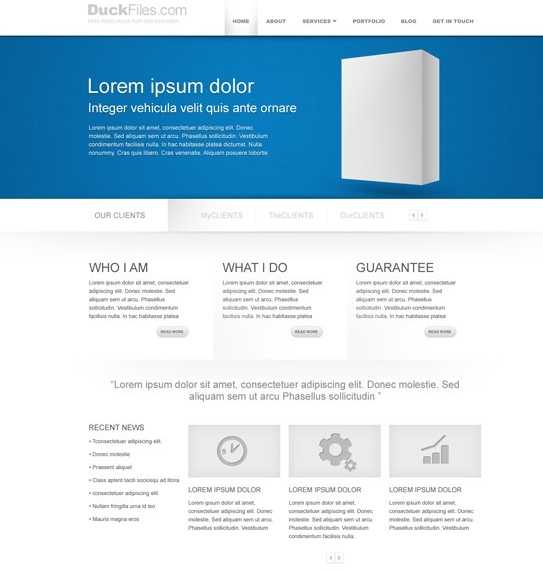 DuckFiles.com
FREE RESOURCES FOR WEB DESIGNER
HOME ABOUT SERVICES PORTFOLIO BLOG GET IN TOUCH
Lorem ipsum dolor
Integer vehicula velit quis ante ornare
Lorem ipsum dolor sit amet, consectetuer adipiscing elit. Donec
molestie. Sed aliquam sem ut arcu. Phasellus sollicitudin. Vestibulum
condimentum facilisis nulla. In hac habitasse platea dictumst. Nulla
nonummy. Cras quis libero. Cras venenatis. Aliquam posuere lobortis
OUR CLIENTS MyCLIENTS TheCLIENTS OurCLIENTS
WHO I AM
Lorem ipsum dolor sit amet, consectetuer
adipiscing elit. Donec molestie. Sed
aliquam sem ut arcu. Phasellus
sollicitudin. Vestibulum condimentum
facilisis nulla. In hac habitasse platea
READ MORE
WHAT I DO
Lorem ipsum dolor sit amet, consectetuer
adipiscing elit. Donec molestie. Sed
aliquam sem ut arcu. Phasellus
sollicitudin. Vestibulum condimentum
facilisis nulla. In hac habitasse platea
READ MORE
GUARANTEE
Lorem ipsum dolor sit amet, consectetuer
adipiscing elit. Donec molestie. Sed
aliquam sem ut arcu. Phasellus
sollicitudin. Vestibulum condimentum
facilisis nulla. In hac habitasse platea
READ MORE
“Lorem ipsum dolor sit amet, consectetuer adipiscing elit. Donec molestie. Sed
aliquam sem ut arcu Phasellus sollicitudin ”
RECENT NEWS
• Tconsectetuer adipiscing elit.
• Donec molestie
• Praesent aliquet
• Class aptent taciti sociosqu ad litora
• consectetuer adipiscing elit.
• Nullam fringilla urna id leo
• Mauris magna eros
LOREM IPSUM DOLOR
Lorem ipsum dolor sit amet,
consectetuer adipiscing elit. Donec
molestie. Sed aliquam sem ut arcu.
Phasellus sollicitudin. Vestibulum
LOREM IPSUM DOLOR
Lorem ipsum dolor sit amet,
consectetuer adipiscing elit. Donec
molestie. Sed aliquam sem ut arcu.
Phasellus sollicitudin. Vestibulum
condimentum facilisis nulla.
LOREM IPSUM DOLOR
Lorem ipsum dolor sit amet,
consectetuer adipiscing elit. Donec
molestie. Sed aliquam sem ut arcu.
Phasellus sollicitudin. Vestibulum